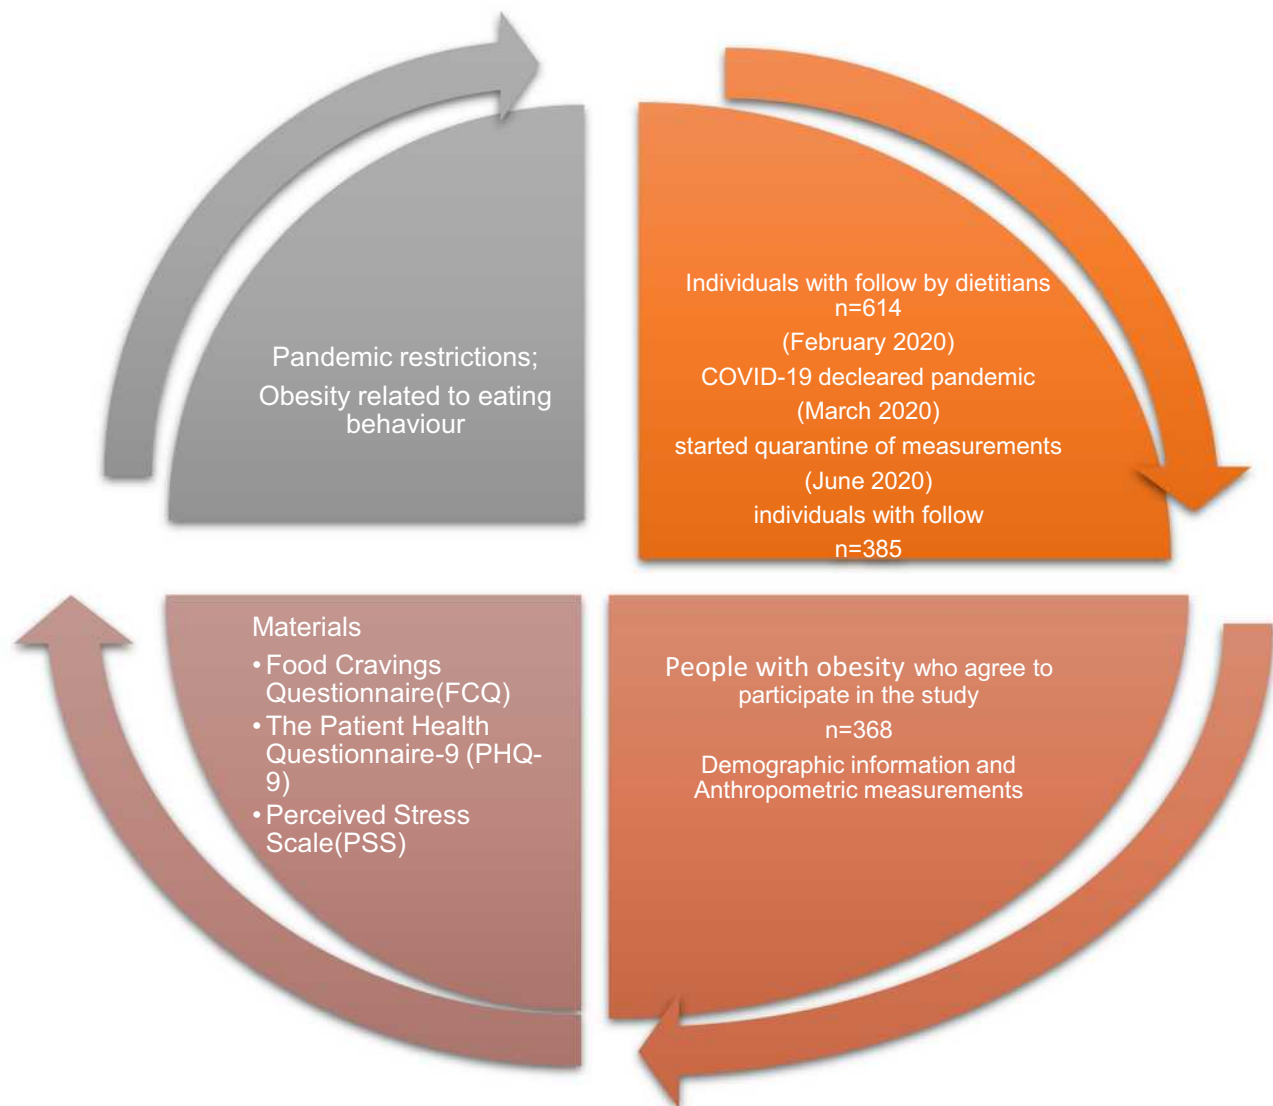 Pandemic restrictions;
Obesity related to eating
behaviour
Individuals with follow by dietitians
n=614
(February 2020)
COVID-19 decleared pandemic
(March 2020)
started quarantine of measurements
(June 2020)
individuals with follow
n=385
People with obesity who agree to
participate in the study
n=368
Demographic information and
Anthropometric measurements
Materials
• Food Cravings
Questionnaire(FCQ)
• The Patient Health
Questionnaire-9 (PHQ-
9)
• Perceived Stress
Scale(PSS)